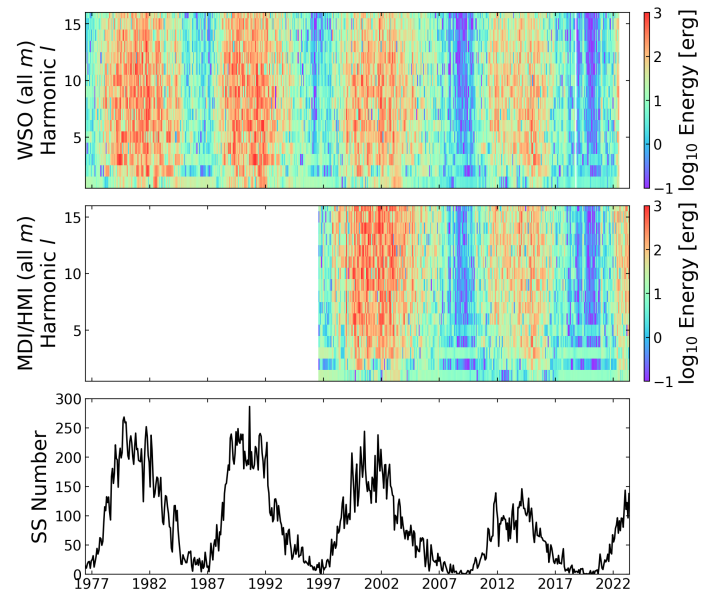 WSO (all m)
Harmonic l
15
10
5
3
2
1
0
−1
log10 Energy [erg]
MDI/HMI (all m)
Harmonic l
15
10
5
3
2
1
0
−1
log10 Energy [erg]
SS Number
300
250
200
150
100
50
0
1977 1982 1987 1992 1997 2002 2007 2012 2017 2022